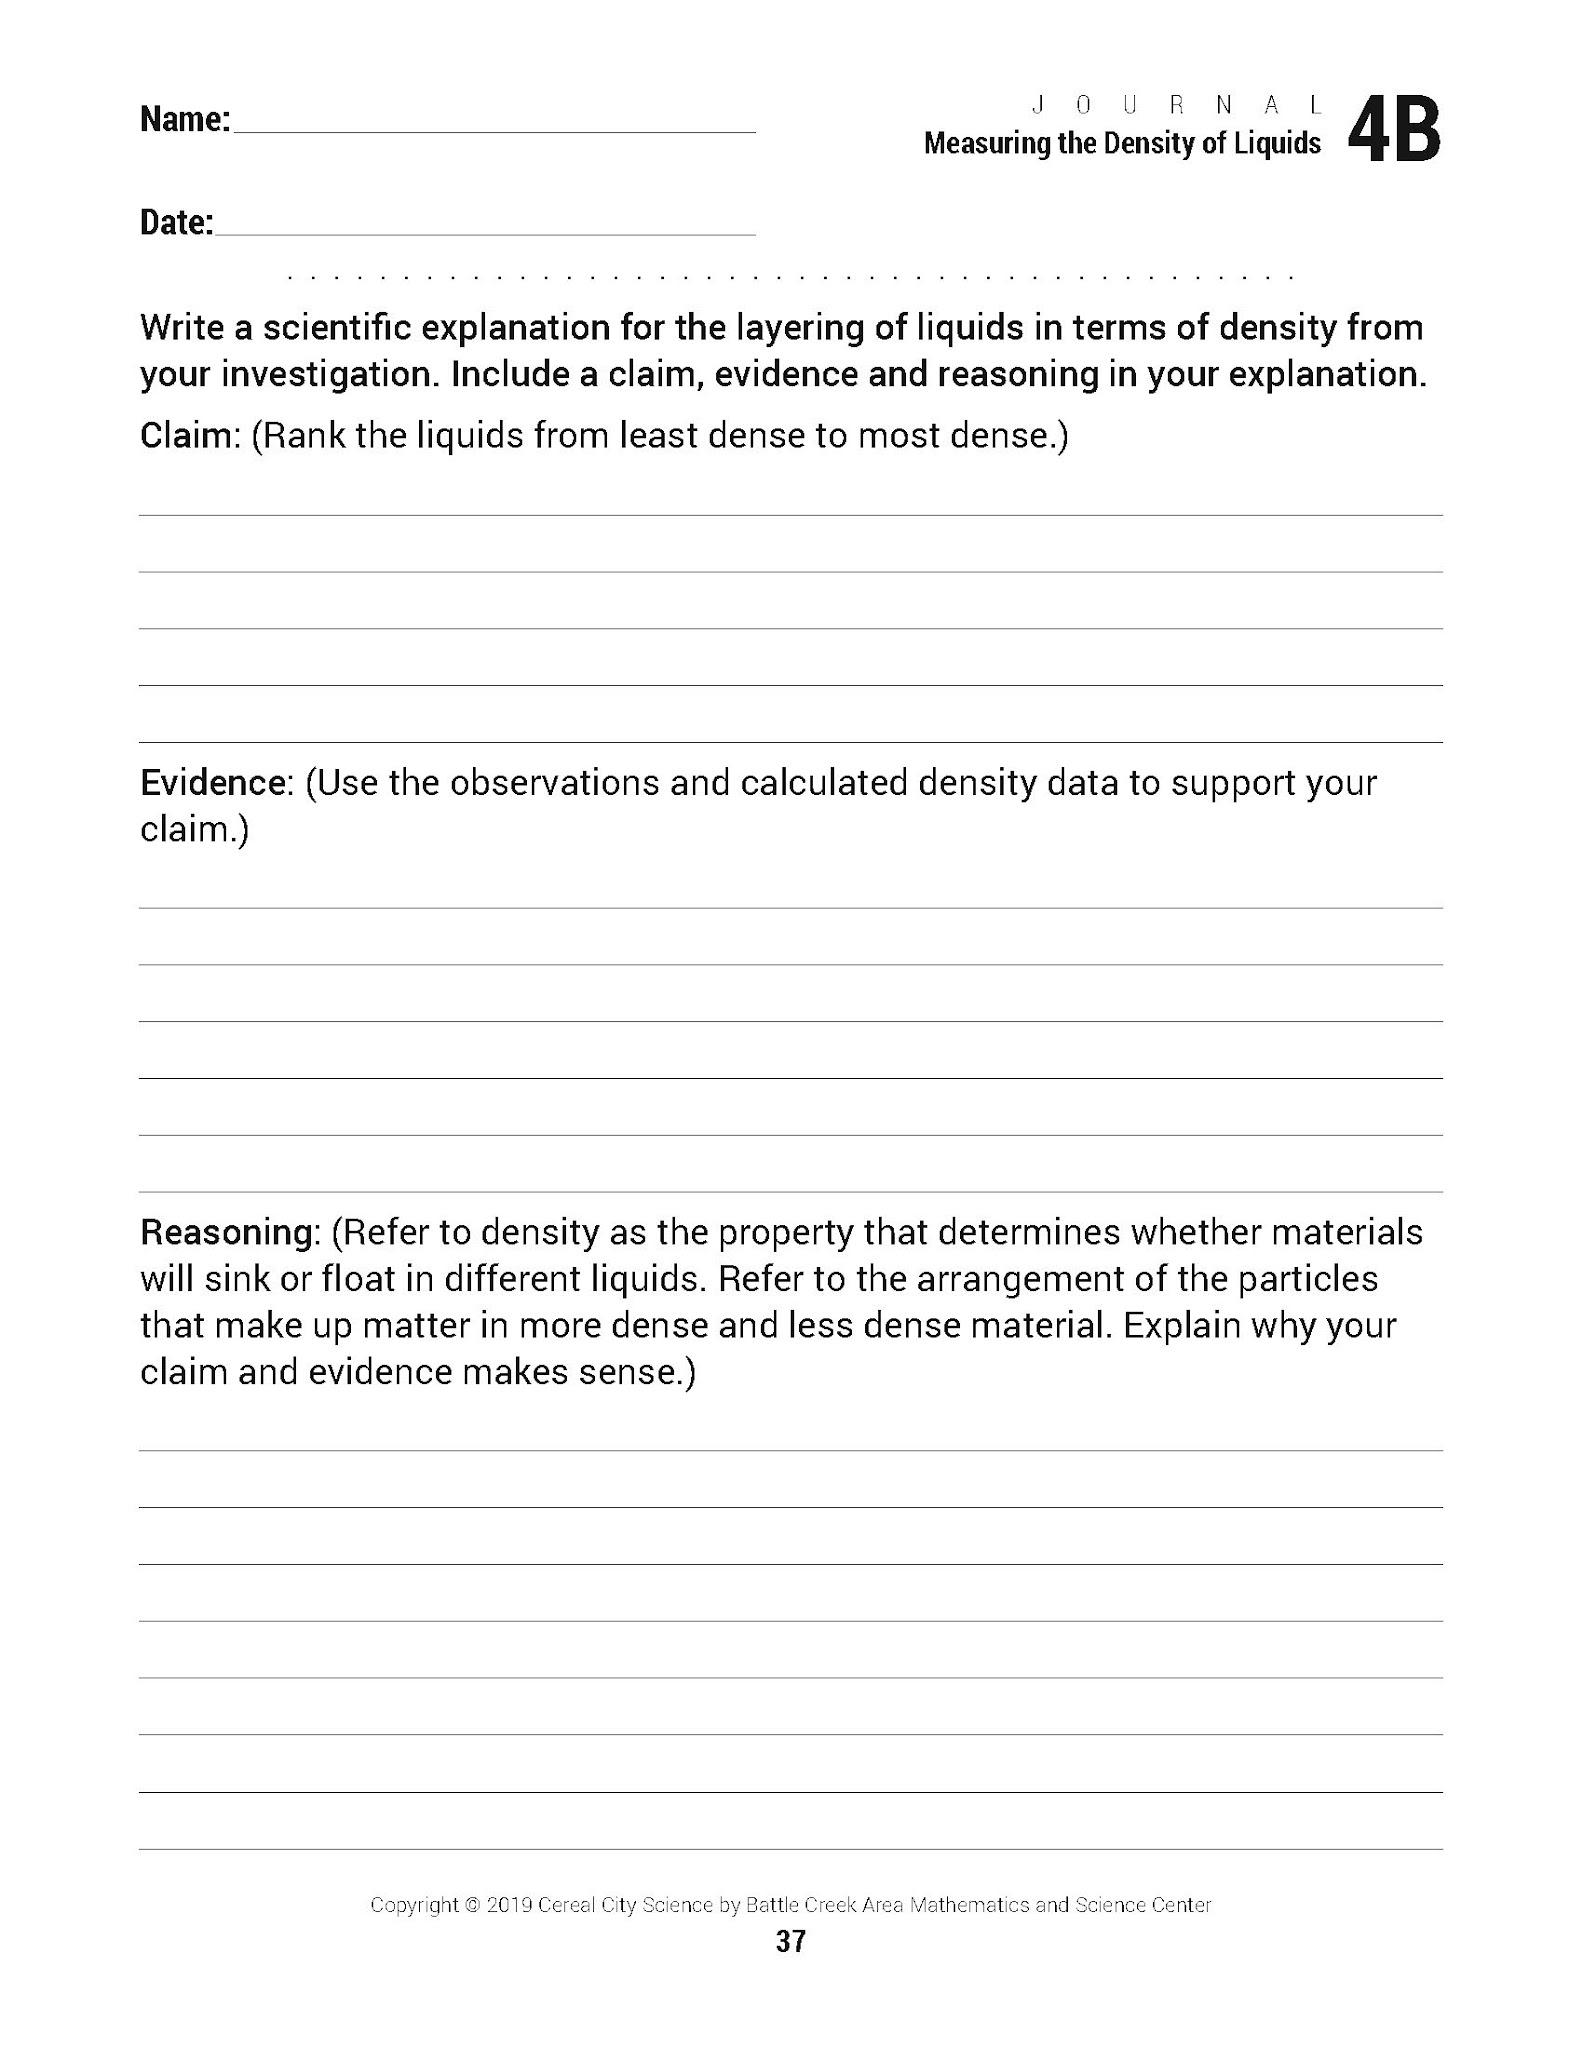 Name:
JOURNAL
Measuring the Density of Liquids
4B
Date:
Write a scientific explanation for the layering of liquids in terms of density from
your investigation. Include a claim, evidence and reasoning in your explanation.
Claim: (Rank the liquids from least dense to most dense.)
Evidence: (Use the observations and calculated density data to support your
claim.)
Reasoning: (Refer to density as the property that determines whether materials
will sink or float in different liquids. Refer to the arrangement of the particles
that make up matter in more dense and less dense material. Explain why your
claim and evidence makes sense.)
Copyright © 2019 Cereal City Science by Battle Creek Area Mathematics and Science Center
37